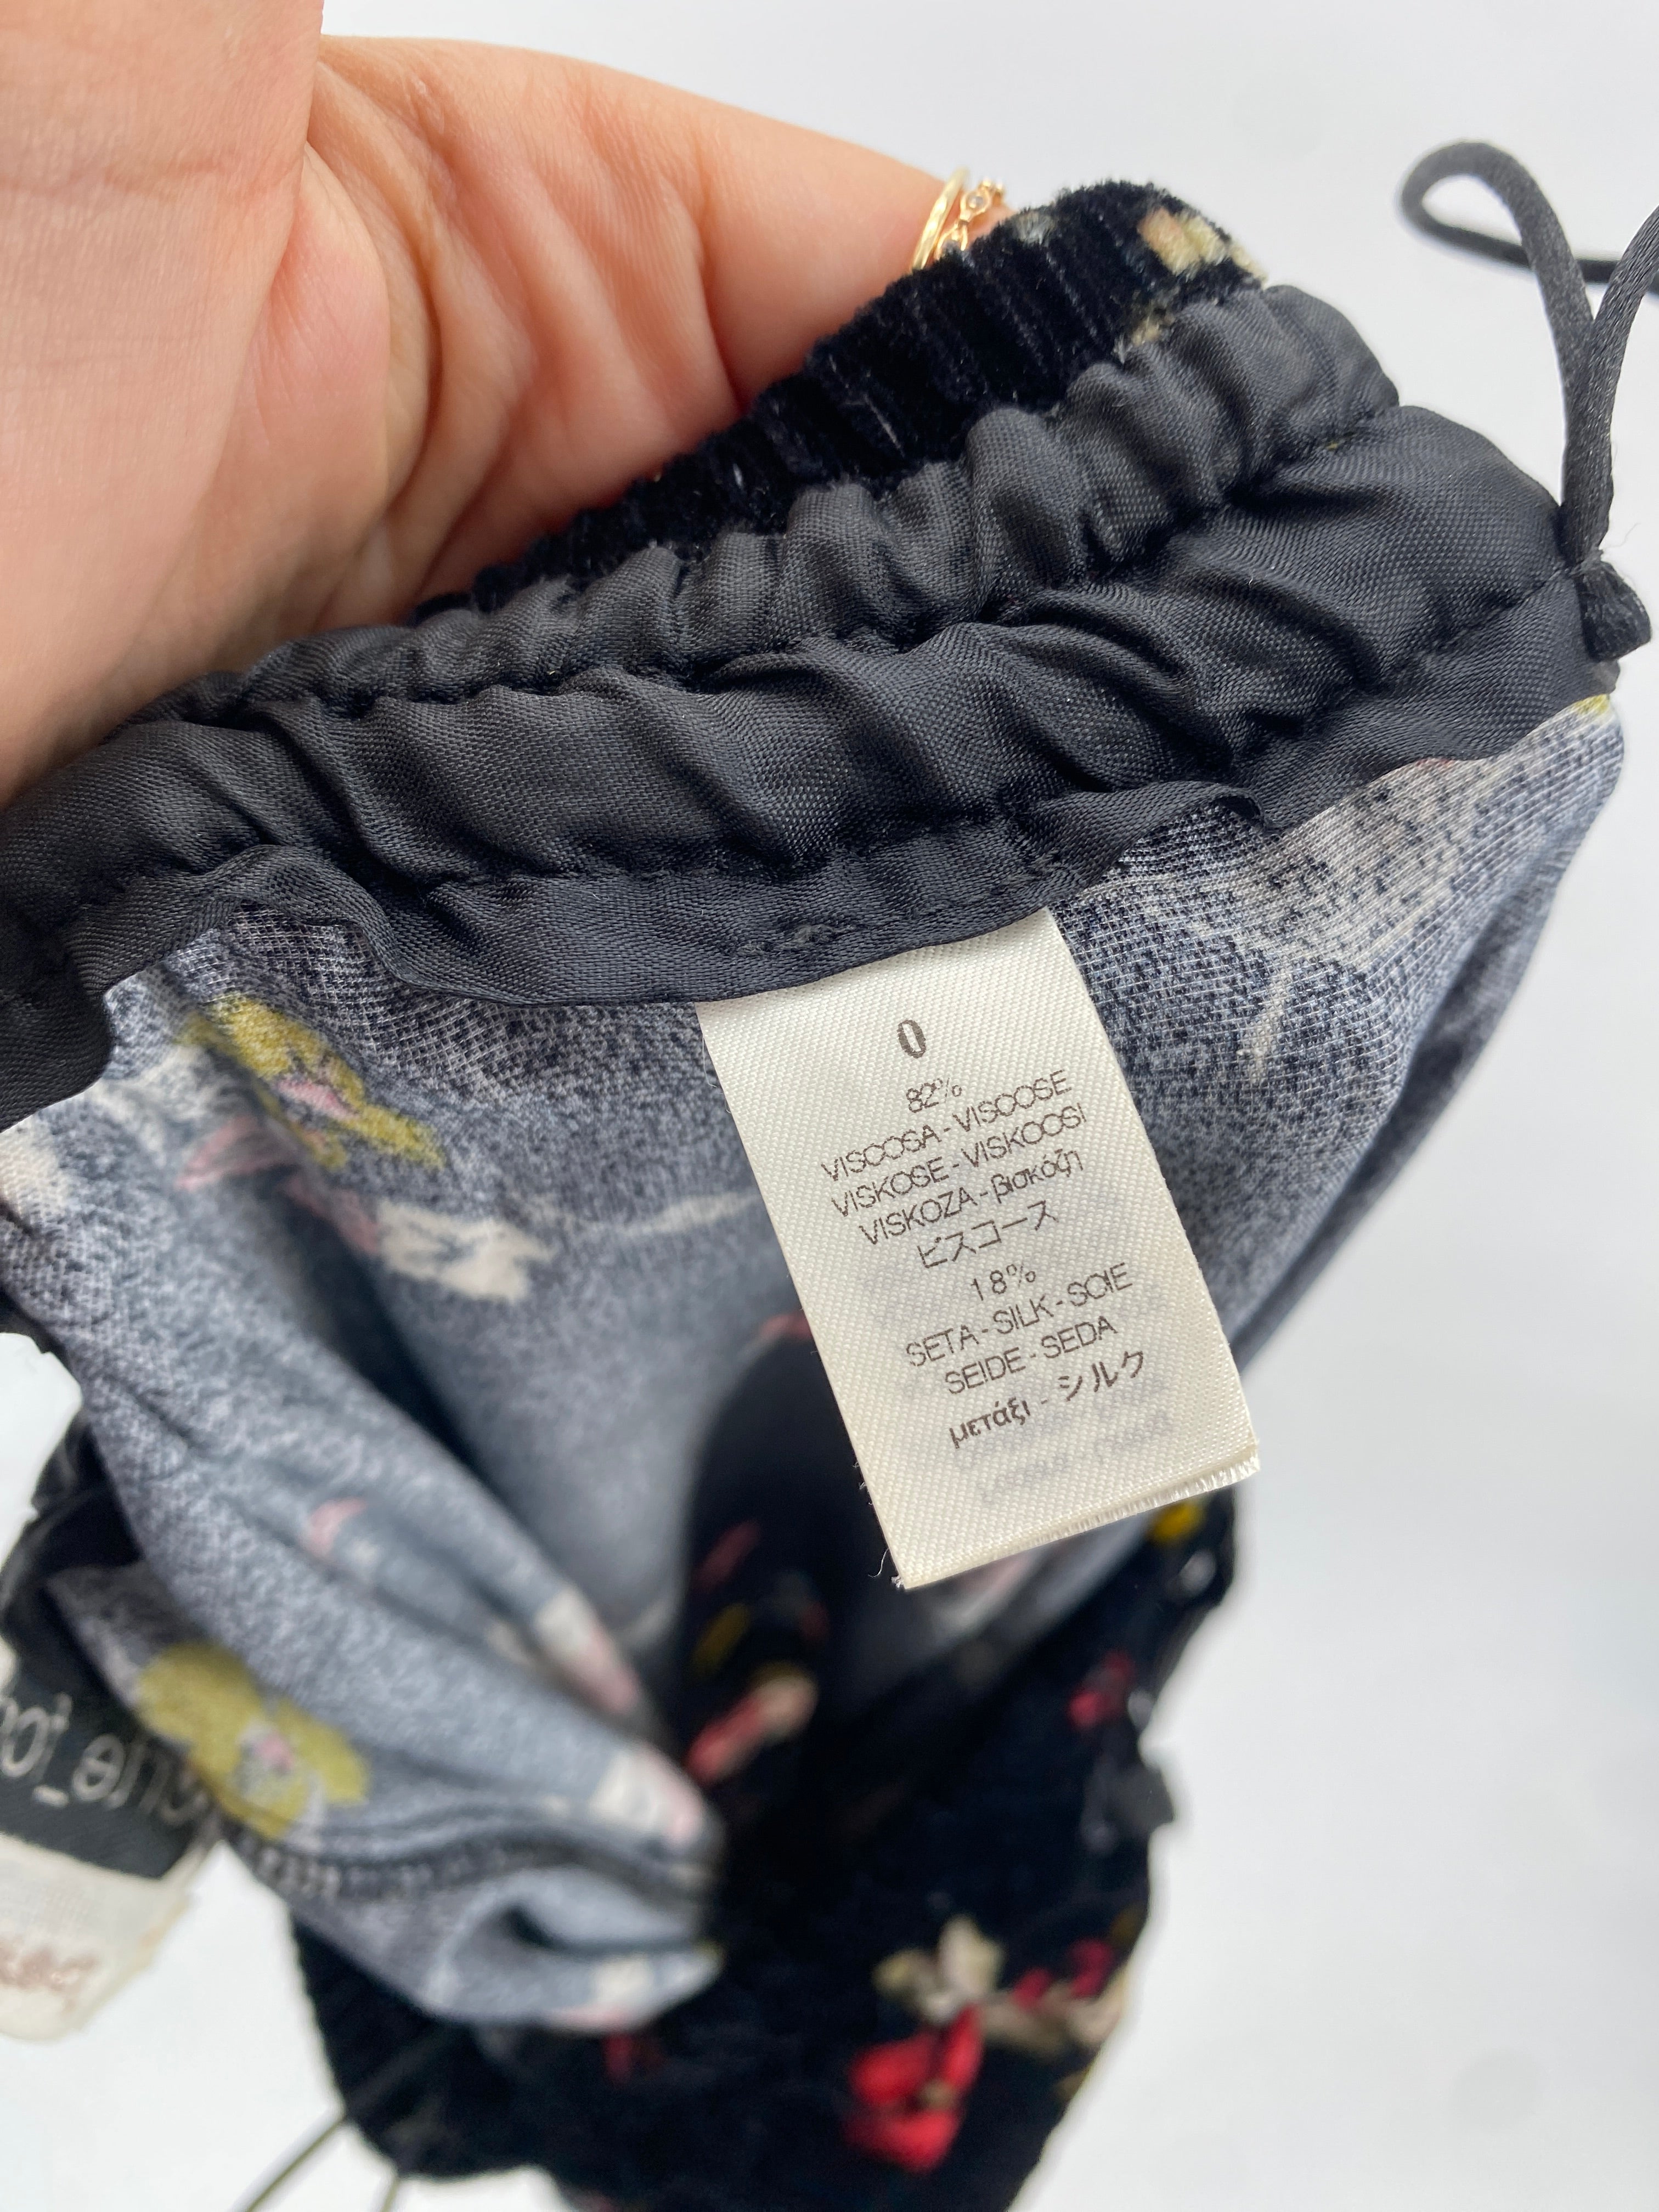 0
82%
VISCOSA - VISCOSE
VISKOSE - VISKOOSI
VISKOZA - βισκόζη
ビスコース
18%
SETA - SILK - SOIE
SEIDE - SEDA
μετάξι - シルク